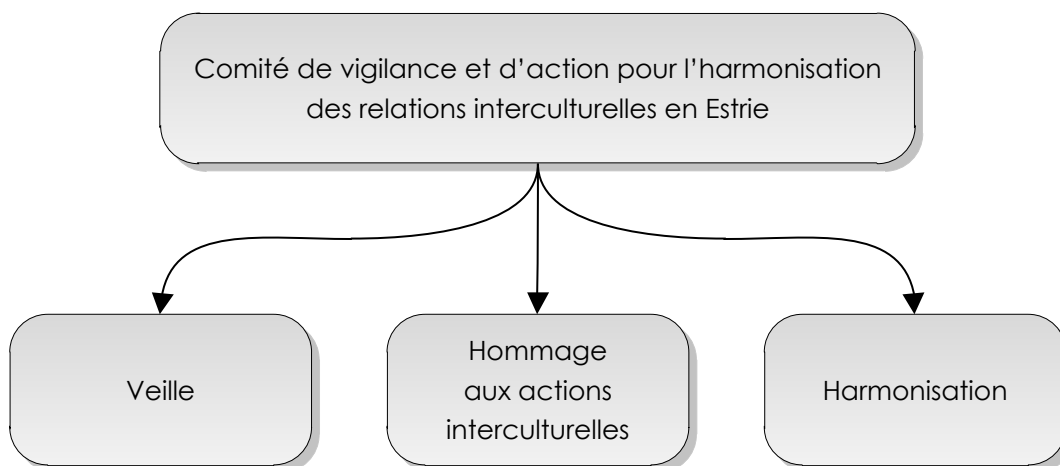 Comité de vigilance et d’action pour l’harmonisation
des relations interculturelles en Estrie
Veille
Hommage
aux actions
interculturelles
Harmonisation